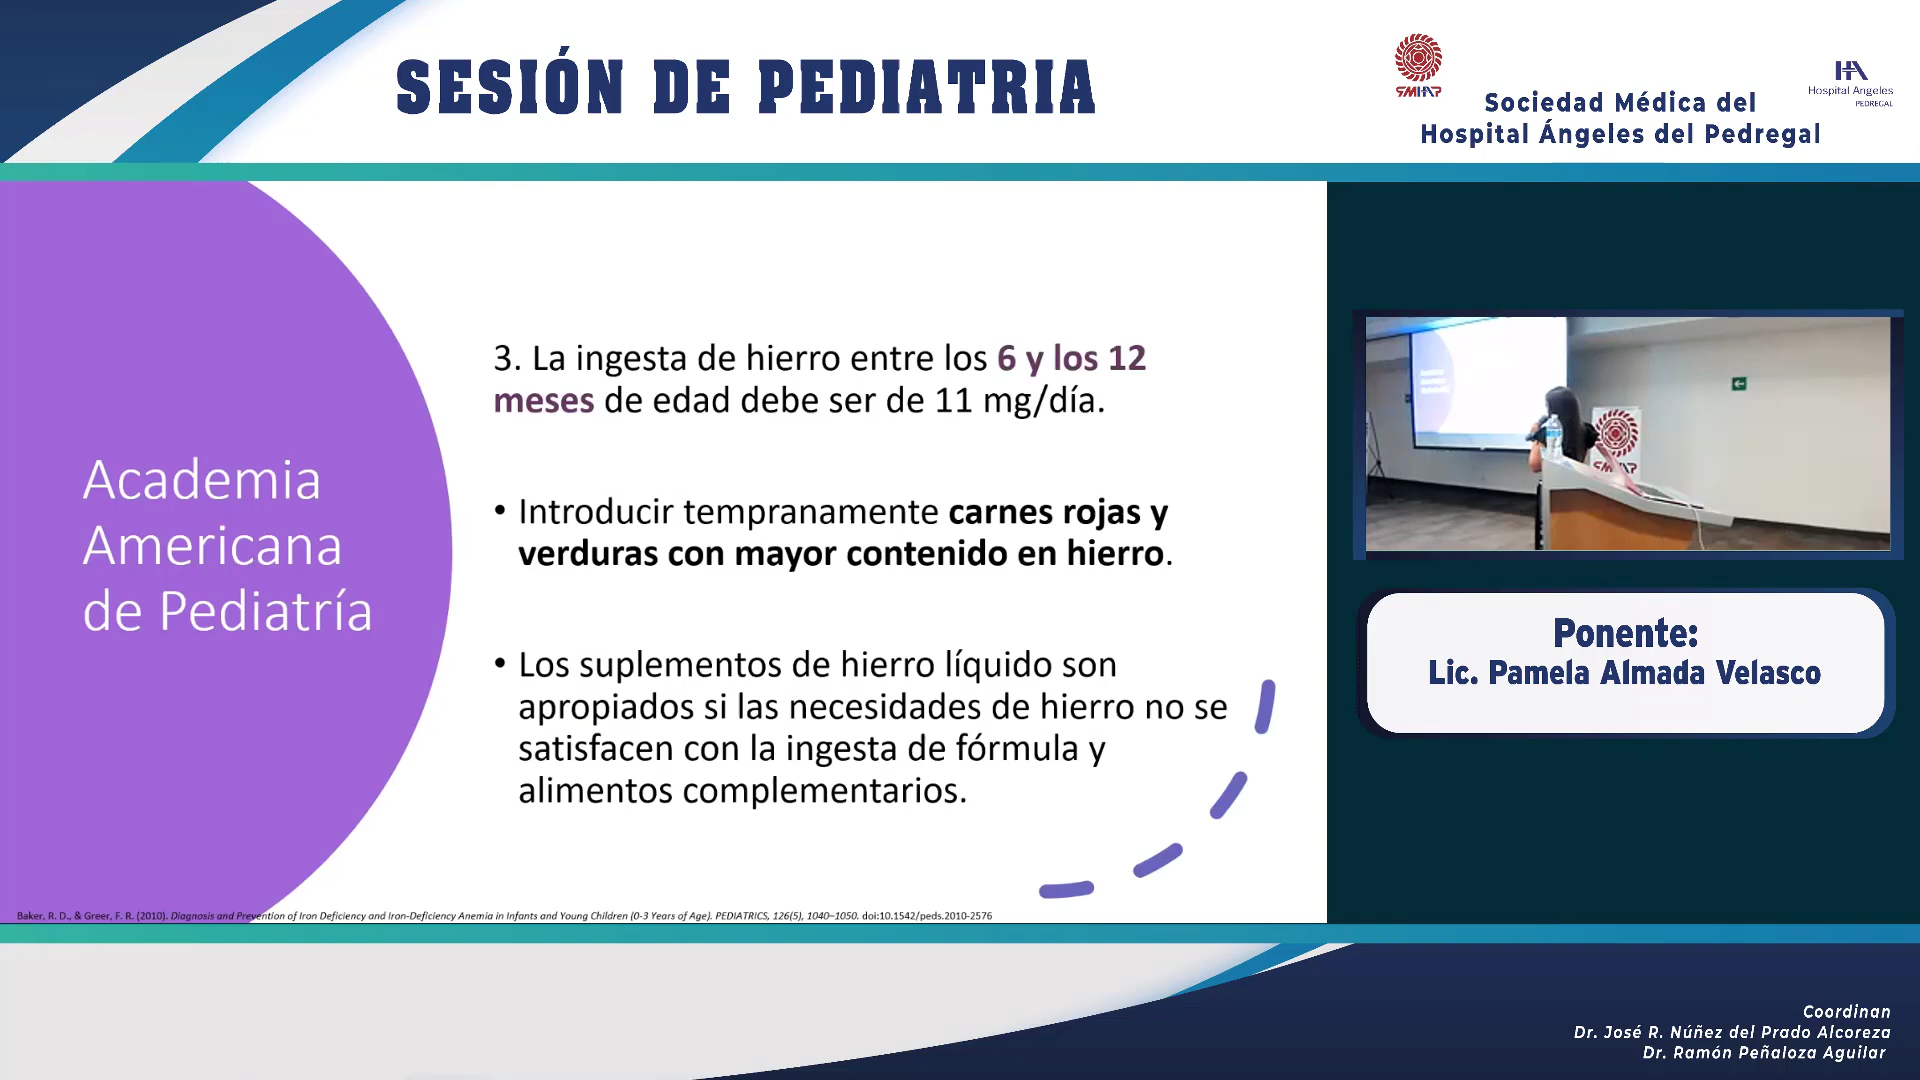 SESIÓN DE PEDIATRIA
SMHAP
HA
Hospital Angeles
PEDREGAL
Sociedad Médica del
Hospital Ángeles del Pedregal
Academia
Americana
de Pediatría
3. La ingesta de hierro entre los 6 y los 12
meses de edad debe ser de 11 mg/día.
• Introducir tempranamente carnes rojas y
verduras con mayor contenido en hierro.
• Los suplementos de hierro líquido son
apropiados si las necesidades de hierro no se
satisfacen con la ingesta de fórmula y
alimentos complementarios.
Baker, R. D., & Greer, F. R. (2010). Diagnosis and Prevention of Iron Deficiency and Iron-Deficiency Anemia in Infants and Young Children (0-3 Years of Age). PEDIATRICS, 126(5), 1040–1050. doi:10.1542/peds.2010-2576
SMHAP
Ponente:
Lic. Pamela Almada Velasco
Coordinan
Dr. José R. Núñez del Prado Alcoreza
Dr. Ramón Peñaloza Aguilar